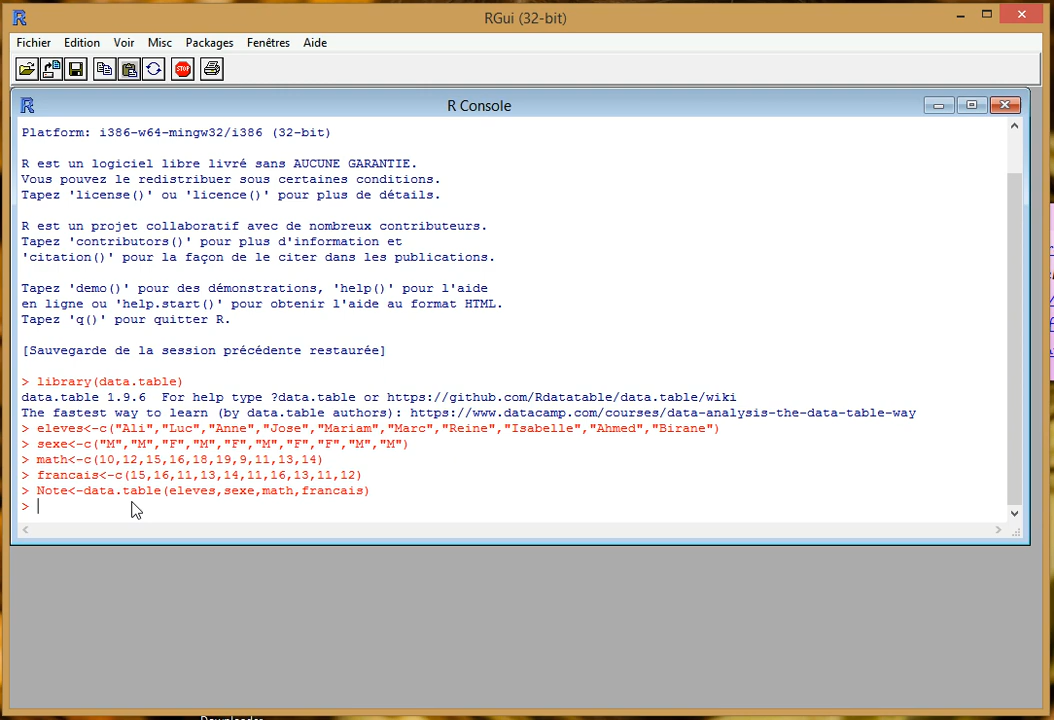 RGui (32-bit)
Fichier Edition Voir Misc Packages Fenêtres Aide
STOP
R Console
Platform: i386-w64-mingw32/i386 (32-bit)
R est un logiciel libre livré sans AUCUNE GARANTIE.
Vous pouvez le redistribuer sous certaines conditions.
Tapez 'license()' ou 'licence()' pour plus de détails.
R est un projet collaboratif avec de nombreux contributeurs.
Tapez 'contributors()' pour plus d'information et
'citation()' pour la façon de le citer dans les publications.
Tapez 'demo()' pour des démonstrations, 'help()' pour l'aide
en ligne ou 'help.start()' pour obtenir l'aide au format HTML.
Tapez 'q()' pour quitter R.
[Sauvegarde de la session précédente restaurée]
> library(data.table)
data.table 1.9.6  For help type ?data.table or https://github.com/Rdatatable/data.table/wiki
The fastest way to learn (by data.table authors): https://www.datacamp.com/courses/data-analysis-the-data-table-way
> eleves<-c("Ali","Luc","Anne","Jose","Mariam","Marc","Reine","Isabelle","Ahmed","Birane")
> sexe<-c("M","M","F","M","F","M","F","F","M","M")
> math<-c(10,12,15,16,18,19,9,11,13,14)
> francais<-c(15,16,11,13,14,11,16,13,11,12)
> Note<-data.table(eleves,sexe,math,francais)
>